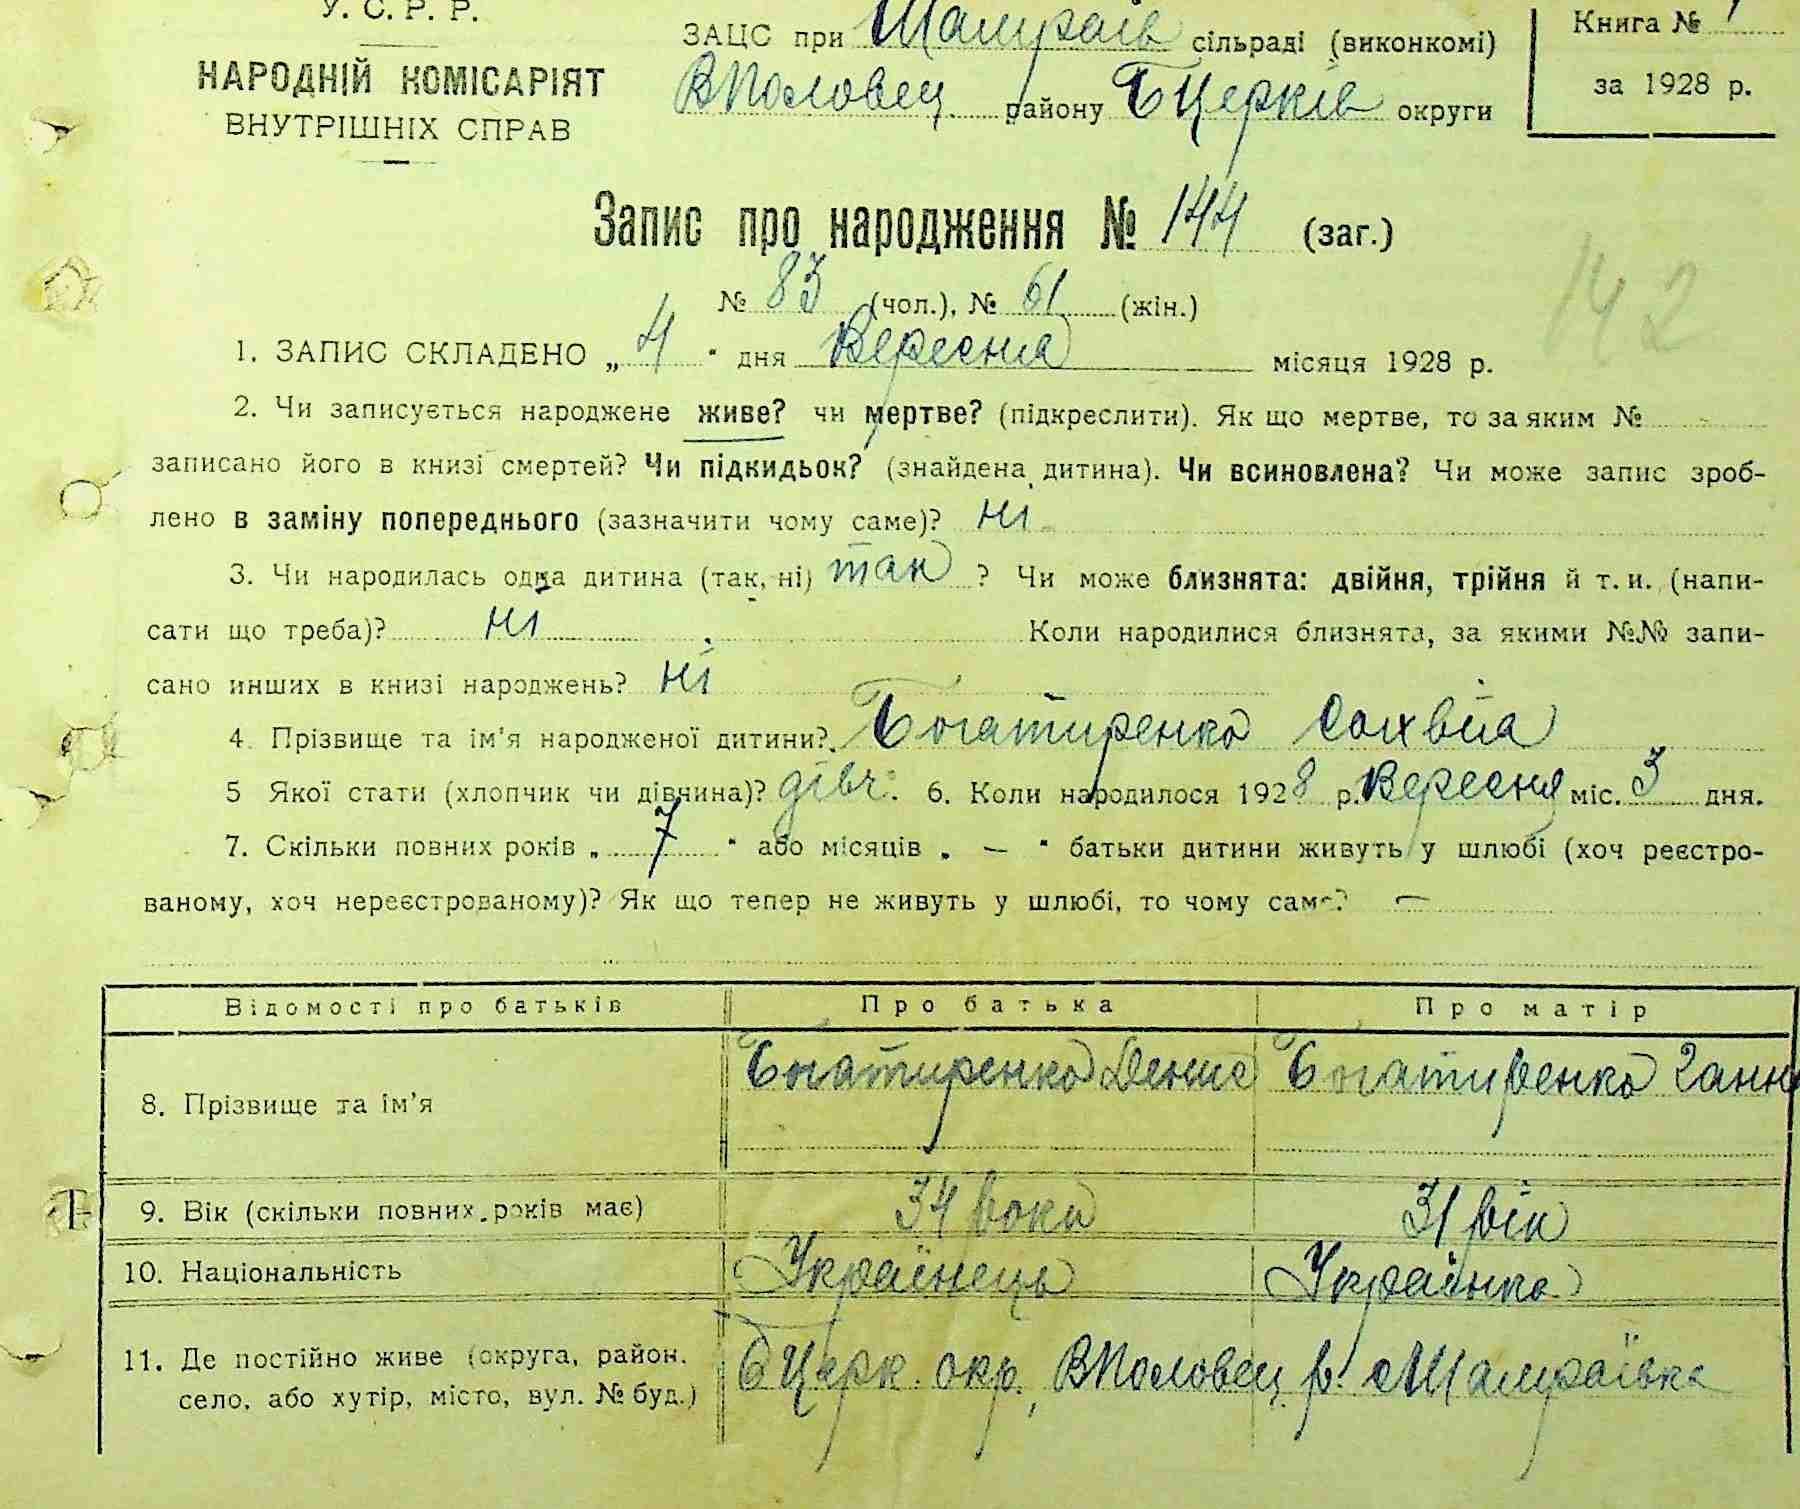 У. С. Р. Р.
НАРОДНІЙ КОМІСАРІЯТ
ВНУТРІШНІХ СПРАВ
ЗАЦС при Шамраїв сільраді (виконкомі)
ВПоловец району БЦерків округи
Книга №
за 1928 р.
Запис про народження № 144 (заг.)
№ 83 (чол.), № 61 (жін.)
142
1. ЗАПИС СКЛАДЕНО „ 4 " дня Вересня місяця 1928 р.
2. Чи записується народжене живе? чи мертве? (підкреслити). Як що мертве, то за яким №
записано його в книзі смертей? Чи підкидьок? (знайдена дитина). Чи всиновлена? Чи може запис зроб-
лено в заміну попереднього (зазначити чому саме)? ні
3. Чи народилась одна дитина (так, ні) так ? Чи може близнята: двійня, трійня й т. и. (напи-
сати що треба)? ні Коли народилися близнята, за якими №№ запи-
сано инших в книзі народжень? ні
4. Прізвище та ім'я народженої дитини? Богатиренко Сохвія
5 Якої стати (хлопчик чи дівчина)? дівч. 6. Коли народилося 1928 р. Вересня міс. 3 дня.
7. Скільки повних років „ 7 " або місяців „ — " батьки дитини живуть у шлюбі (хоч реєстро-
ваному, хоч нереєстрованому)? Як що тепер не живуть у шлюбі, то чому саме? —
Відомості про батьків Про батька Про матір
8. Прізвище та ім'я Богатиренко Денис Богатиренко Ганн
9. Вік (скільки повних років має) 34 роки 31 рік
10. Національність Українець Українка
11. Де постійно живе (округа, район,
село, або хутір, місто, вул. № буд.) БЦерк. окр., ВПоловец р. с Шамраївка